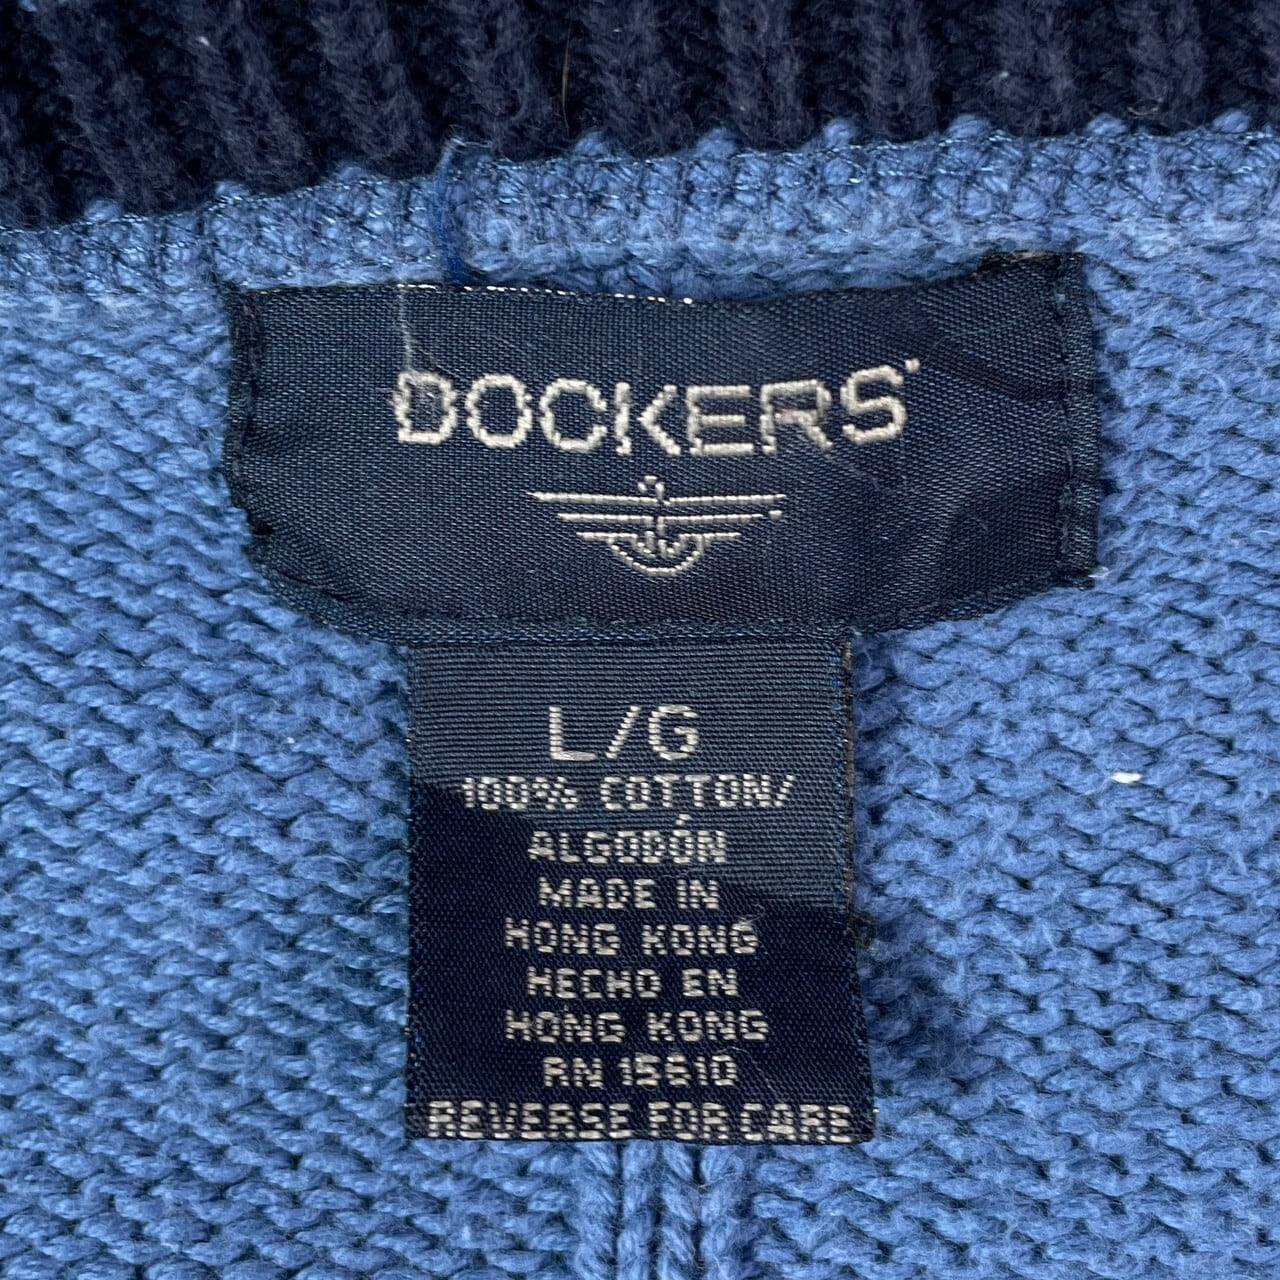 DOCKERS
L/G
100% COTTON/
ALGODÓN
MADE IN
HONG KONG
HECHO EN
HONG KONG
RN 15610
REVERSE FOR CARE